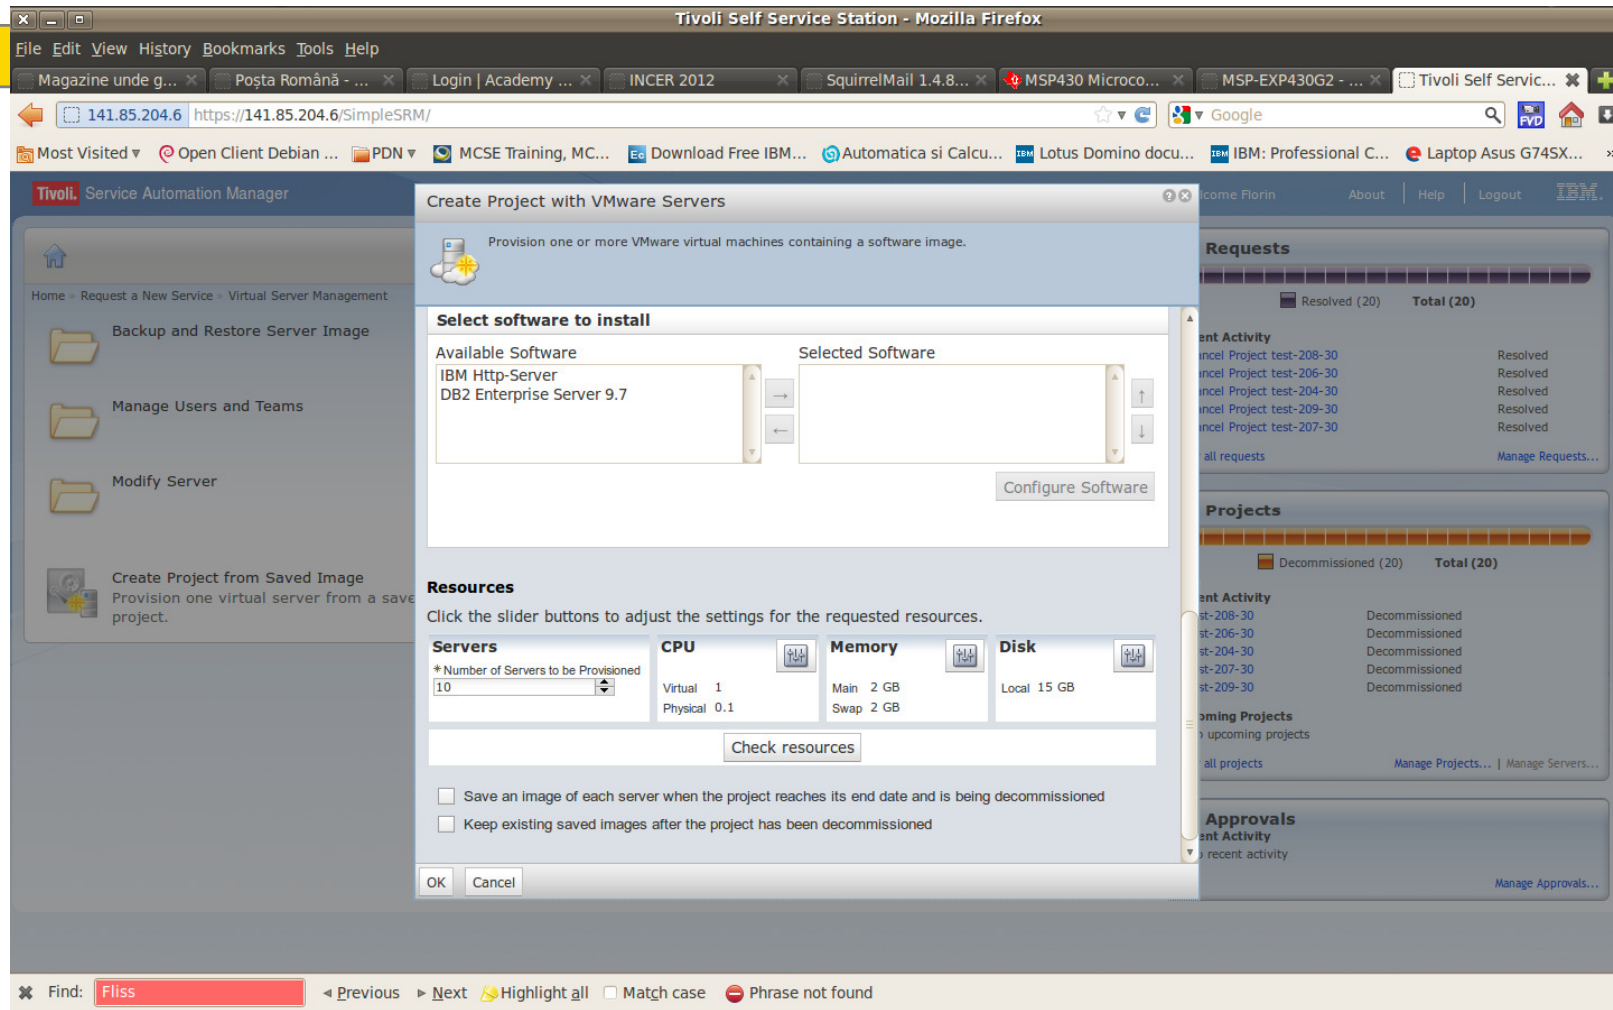 Tivoli Self Service Station - Mozilla Firefox
File Edit View History Bookmarks Tools Help
Magazine unde g... Poșta Română - ... Login | Academy ... INCER 2012 SquirrelMail 1.4.8... MSP430 Microco... MSP-EXP430G2 - ... Tivoli Self Servic...
141.85.204.6 https://141.85.204.6/SimpleSRM/ Google FVD
Most Visited Open Client Debian ... PDN MCSE Training, MC... Download Free IBM... Automatica si Calcu... Lotus Domino docu... IBM: Professional C... Laptop Asus G74SX...
Tivoli. Service Automation Manager
lcome Florin About Help Logout IBM.
Create Project with VMware Servers
Provision one or more VMware virtual machines containing a software image.
Home Request a New Service Virtual Server Management
Backup and Restore Server Image
Manage Users and Teams
Modify Server
Create Project from Saved Image
Provision one virtual server from a save
project.
Select software to install
Available Software Selected Software
IBM Http-Server
DB2 Enterprise Server 9.7
Configure Software
Resources
Click the slider buttons to adjust the settings for the requested resources.
Servers CPU Memory Disk
*Number of Servers to be Provisioned
10 Virtual 1 Main 2 GB Local 15 GB
Physical 0.1 Swap 2 GB
Check resources
Save an image of each server when the project reaches its end date and is being decommissioned
Keep existing saved images after the project has been decommissioned
OK Cancel
Requests
Resolved (20) Total (20)
ent Activity
ncel Project test-208-30 Resolved
ncel Project test-206-30 Resolved
ncel Project test-204-30 Resolved
ncel Project test-209-30 Resolved
ncel Project test-207-30 Resolved
all requests Manage Requests...
Projects
Decommissioned (20) Total (20)
ent Activity
st-208-30 Decommissioned
st-206-30 Decommissioned
st-204-30 Decommissioned
st-207-30 Decommissioned
st-209-30 Decommissioned
oming Projects
upcoming projects
all projects Manage Projects... | Manage Servers...
Approvals
ent Activity
recent activity
Manage Approvals...
Find: Fliss Previous Next Highlight all Match case Phrase not found